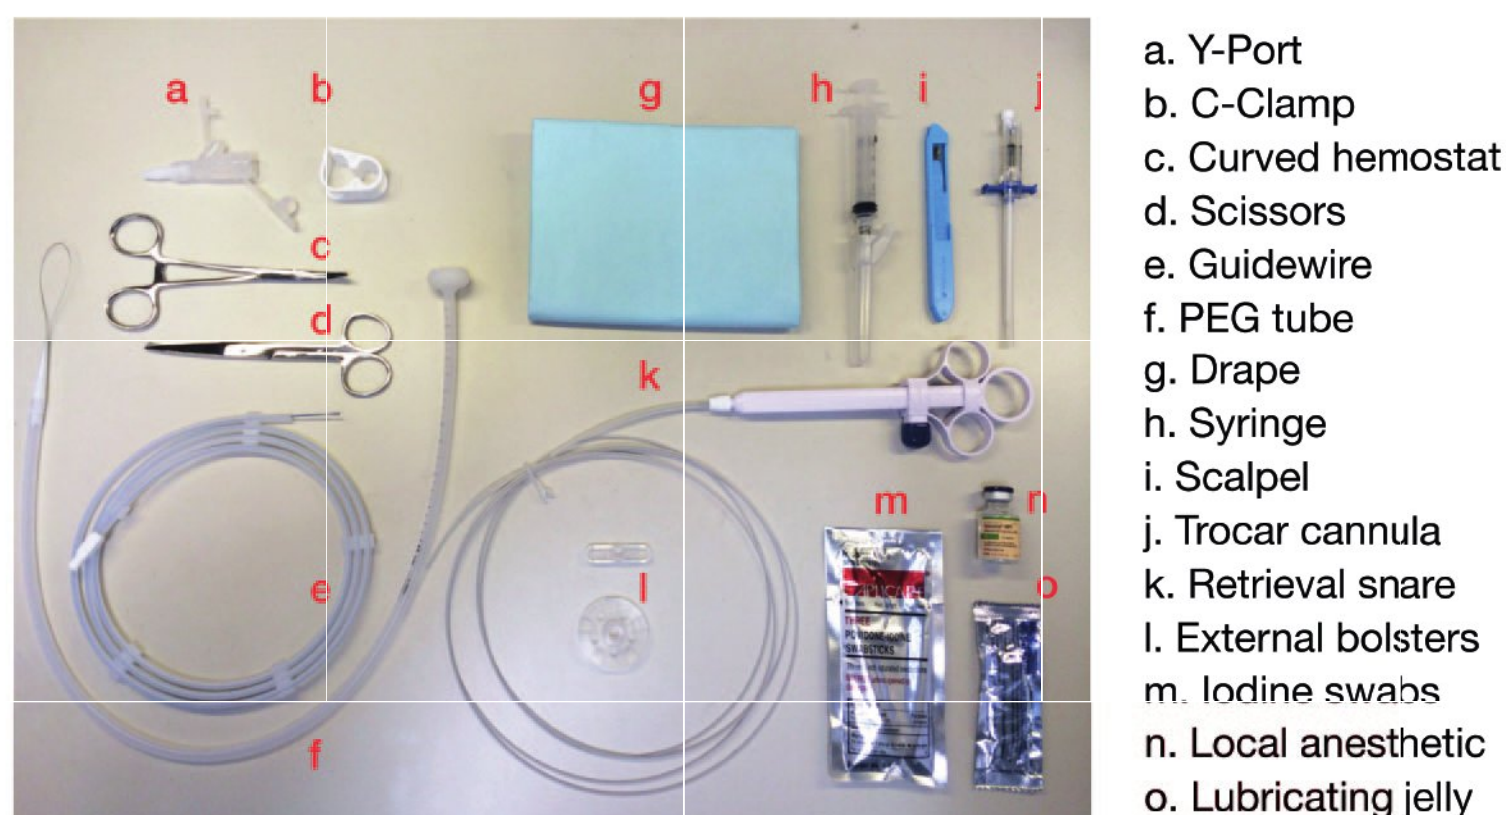 a
b
g
h
i
j
c
d
k
m
n
e
l
o
f
THREE
POVIDONE-IODINE
SWABSTICKS
a. Y-Port
b. C-Clamp
c. Curved hemostat
d. Scissors
e. Guidewire
f. PEG tube
g. Drape
h. Syringe
i. Scalpel
j. Trocar cannula
k. Retrieval snare
l. External bolsters
m. Iodine swabs
n. Local anesthetic
o. Lubricating jelly